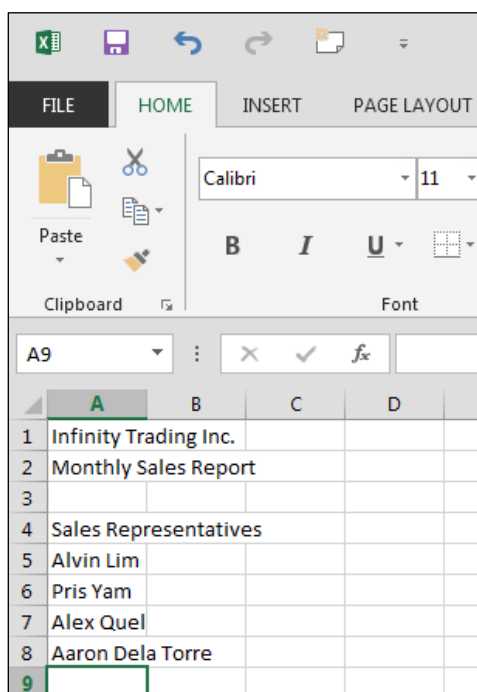 FILE HOME INSERT PAGE LAYOUT
Calibri 11
Paste B I U
Clipboard Font
A9 fx
A B C D
1 Infinity Trading Inc.
2 Monthly Sales Report
3
4 Sales Representatives
5 Alvin Lim
6 Pris Yam
7 Alex Quel
8 Aaron Dela Torre
9